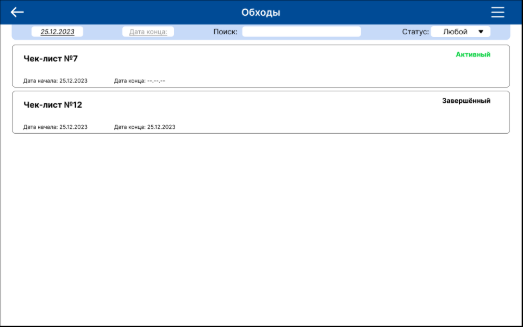 Обходы
25.12.2023 Дата конца: Поиск: Статус: Любой
Чек-лист №7 Активный
Дата начала: 25.12.2023 Дата конца: --.--.--
Чек-лист №12 Завершённый
Дата начала: 25.12.2023 Дата конца: 25.12.2023